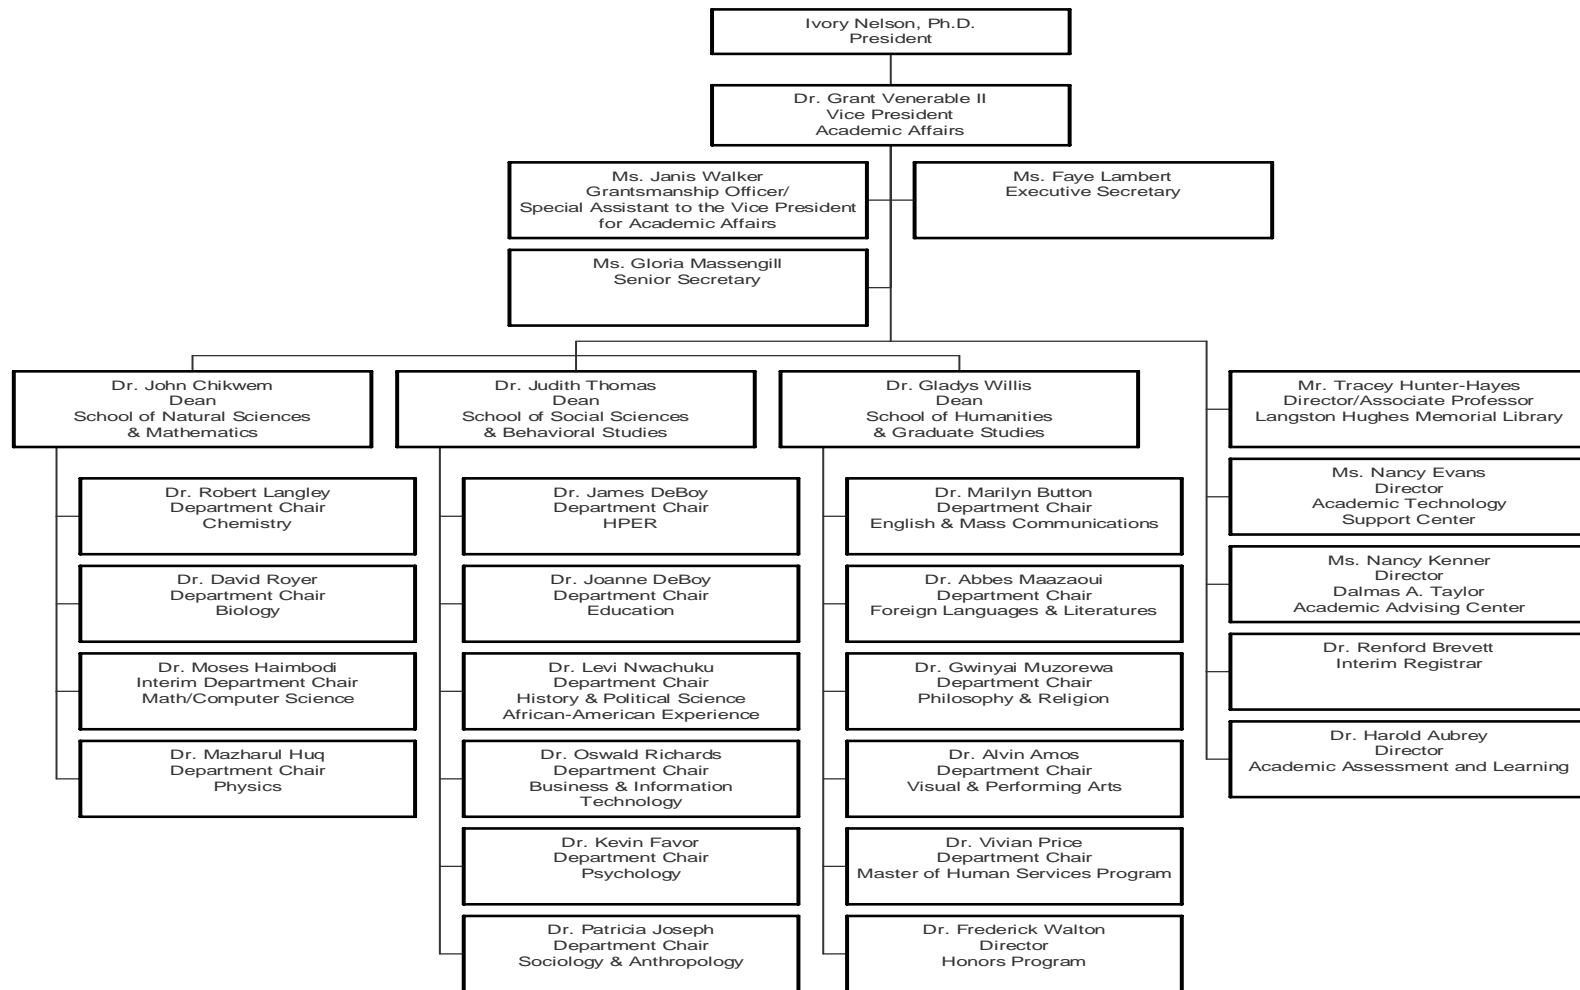 Ivory Nelson, Ph.D.
President
Dr. Grant Venerable II
Vice President
Academic Affairs
Ms. Janis Walker
Grantsmanship Officer/
Special Assistant to the Vice President
for Academic Affairs
Ms. Faye Lambert
Executive Secretary
Ms. Gloria Massengill
Senior Secretary
Dr. John Chikwem
Dean
School of Natural Sciences
& Mathematics
Dr. Robert Langley
Department Chair
Chemistry
Dr. David Royer
Department Chair
Biology
Dr. Moses Haimbodi
Interim Department Chair
Math/Computer Science
Dr. Mazharul Huq
Department Chair
Physics
Dr. Judith Thomas
Dean
School of Social Sciences
& Behavioral Studies
Dr. James DeBoy
Department Chair
HPER
Dr. Joanne DeBoy
Department Chair
Education
Dr. Levi Nwachuku
Department Chair
History & Political Science
African-American Experience
Dr. Oswald Richards
Department Chair
Business & Information
Technology
Dr. Kevin Favor
Department Chair
Psychology
Dr. Patricia Joseph
Department Chair
Sociology & Anthropology
Dr. Gladys Willis
Dean
School of Humanities
& Graduate Studies
Dr. Marilyn Button
Department Chair
English & Mass Communications
Dr. Abbes Maazaoui
Department Chair
Foreign Languages & Literatures
Dr. Gwinyai Muzorewa
Department Chair
Philosophy & Religion
Dr. Alvin Amos
Department Chair
Visual & Performing Arts
Dr. Vivian Price
Department Chair
Master of Human Services Program
Dr. Frederick Walton
Director
Honors Program
Mr. Tracey Hunter-Hayes
Director/Associate Professor
Langston Hughes Memorial Library
Ms. Nancy Evans
Director
Academic Technology
Support Center
Ms. Nancy Kenner
Director
Dalmas A. Taylor
Academic Advising Center
Dr. Renford Brevett
Interim Registrar
Dr. Harold Aubrey
Director
Academic Assessment and Learning